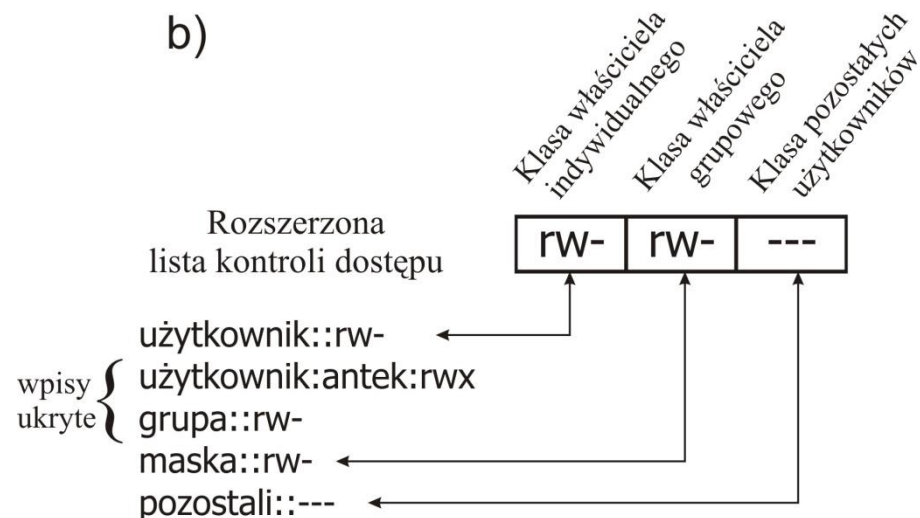 b)
Klasa właściciela
indywidualnego
Klasa właściciela
grupowego
Klasa pozostałych
użytkowników
Rozszerzona
lista kontroli dostępu
rw- rw- ---
użytkownik::rw-
wpisy
ukryte
użytkownik:antek:rwx
grupa::rw-
maska::rw-
pozostali::---